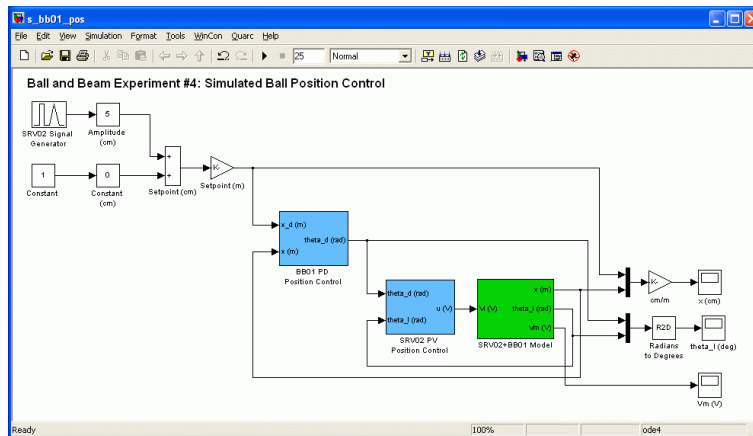 s_bb01_pos
File Edit View Simulation Format Tools WinCon Quarc Help
25 Normal
Ball and Beam Experiment #4: Simulated Ball Position Control
SRV02 Signal
Generator
5
Amplitude
(cm)
1
Constant
0
Constant
(cm)
+
+
Setpoint (cm)
K-
Setpoint (m)
x_d (m)
x (m)
theta_d (rad)
BB01 PD
Position Control
theta_d (rad)
theta_l (rad)
u (V)
SRV02 PV
Position Control
Vl (V)
x (m)
theta_l (rad)
Vm (V)
SRV02+BB01 Model
K-
cm/m
x (cm)
R2D
Radians
to Degrees
theta_l (deg)
Vm (V)
Ready 100% ode4